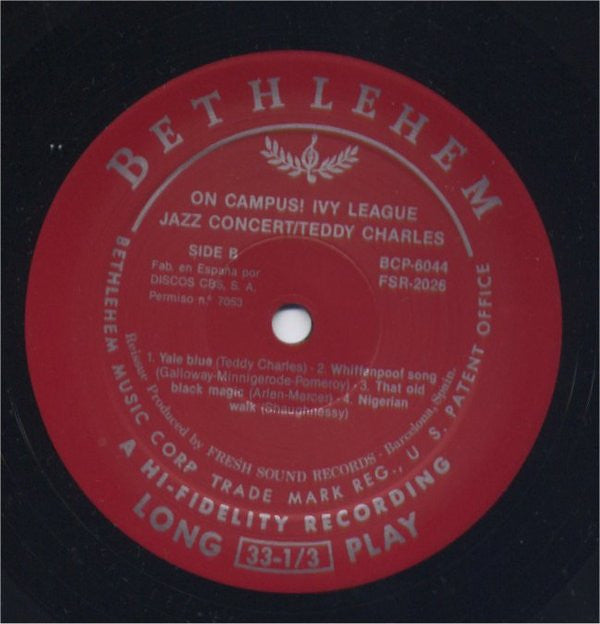 BETHLEHEM
ON CAMPUS! IVY LEAGUE
JAZZ CONCERT/TEDDY CHARLES
SIDE B
Fab. en España por
DISCOS CBS, S. A.
Permiso n.º 7053
BCP-6044
FSR-2026
1. Yale blue (Teddy Charles) - 2. Whiffenpoof song
(Galloway-Minnigerode-Pomeroy) - 3. That old
black magic (Arlen-Mercer) - 4. Nigerian
walk (Shaughnessy)
Reissue Produced by FRESH SOUND RECORDS - Barcelona, Spain.
BETHLEHEM MUSIC CORP TRADE MARK REG., U S. PATENT OFFICE
A HI-FIDELITY RECORDING
LONG 33-1/3 PLAY